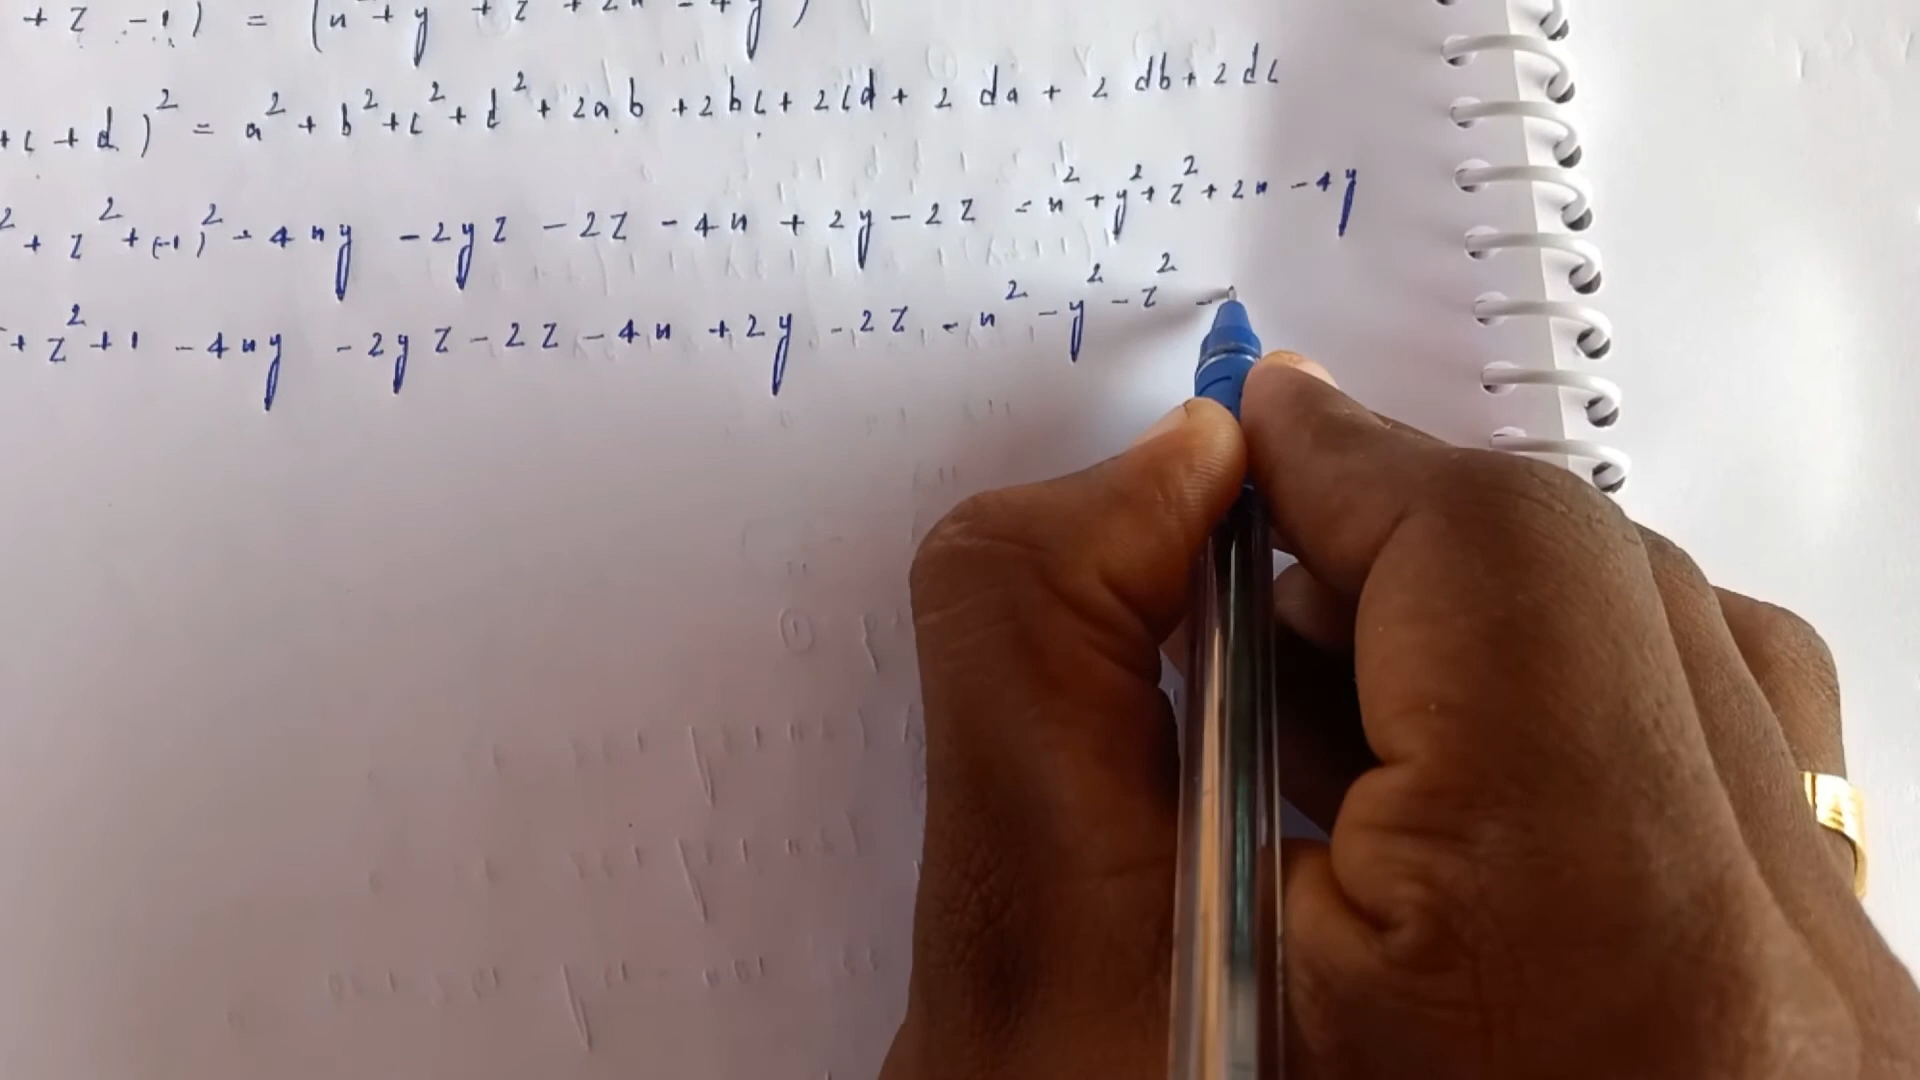 + z - 1) = (x + y + z + 2x - 4y)
+ c + d)² = a² + b² + c² + d² + 2ab + 2bc + 2cd + 2da + 2db + 2dc
² + z² + (-1)² - 4xy - 2yz - 2z - 4x + 2y - 2z = x² + y² + z² + 2x - 4y
+ z² + 1 - 4xy - 2yz - 2z - 4x + 2y - 2z - x² - y² - z² -